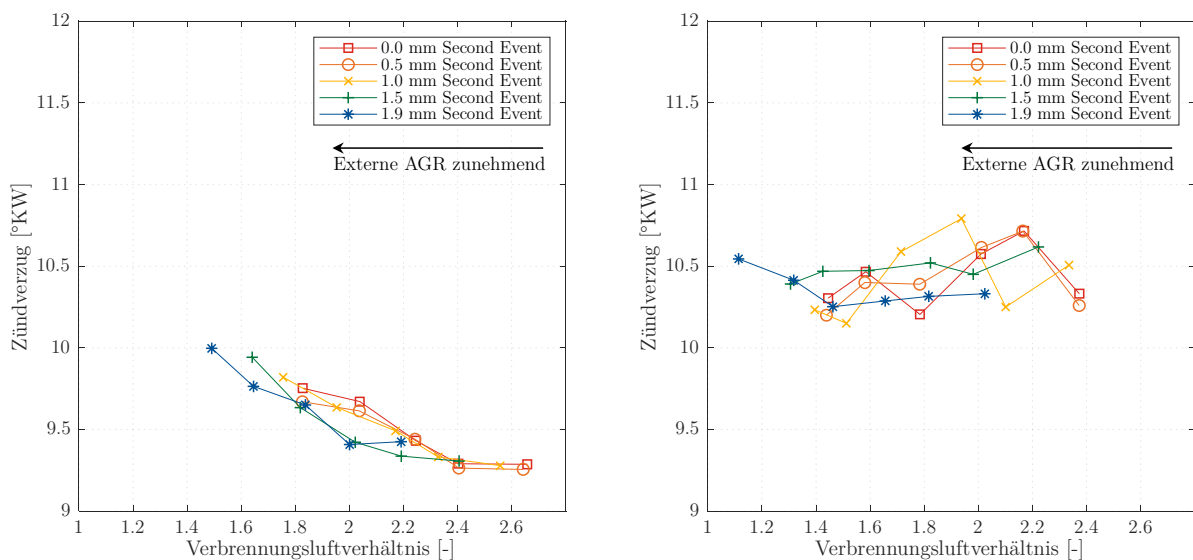 12
11.5
11
10.5
10
9.5
9
Zündverzug [°KW]
1 1.2 1.4 1.6 1.8 2 2.2 2.4 2.6
Verbrennungsluftverhältnis [-]
0.0 mm Second Event
0.5 mm Second Event
1.0 mm Second Event
1.5 mm Second Event
1.9 mm Second Event
Externe AGR zunehmend
12
11.5
11
10.5
10
9.5
9
Zündverzug [°KW]
1 1.2 1.4 1.6 1.8 2 2.2 2.4 2.6
Verbrennungsluftverhältnis [-]
0.0 mm Second Event
0.5 mm Second Event
1.0 mm Second Event
1.5 mm Second Event
1.9 mm Second Event
Externe AGR zunehmend